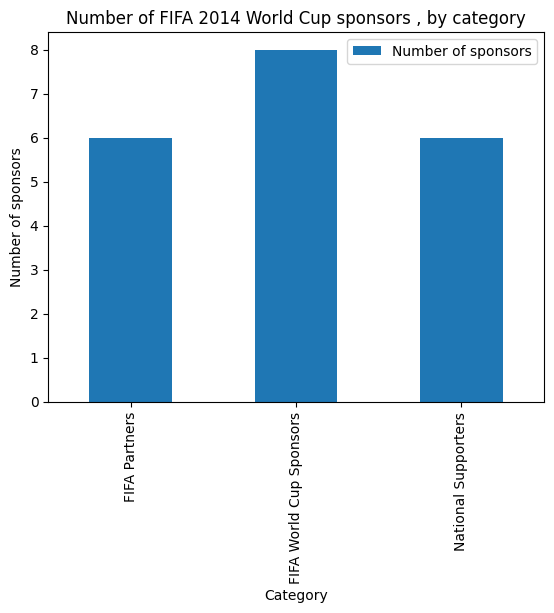 Number of FIFA 2014 World Cup sponsors , by category
Number of sponsors
Number of sponsors
8
7
6
5
4
3
2
1
0
FIFA Partners
FIFA World Cup Sponsors
National Supporters
Category